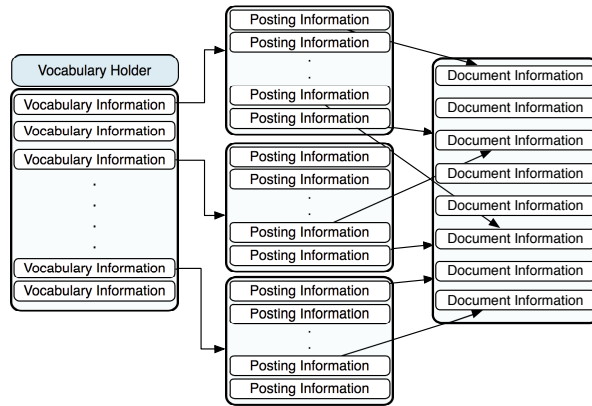 Vocabulary Holder
Vocabulary Information
Vocabulary Information
Vocabulary Information
.
.
.
.
Vocabulary Information
Vocabulary Information
Posting Information
Posting Information
.
.
Posting Information
Posting Information
Posting Information
Posting Information
.
.
Posting Information
Posting Information
Posting Information
Posting Information
.
.
Posting Information
Posting Information
Document Information
Document Information
Document Information
Document Information
Document Information
Document Information
Document Information
Document Information